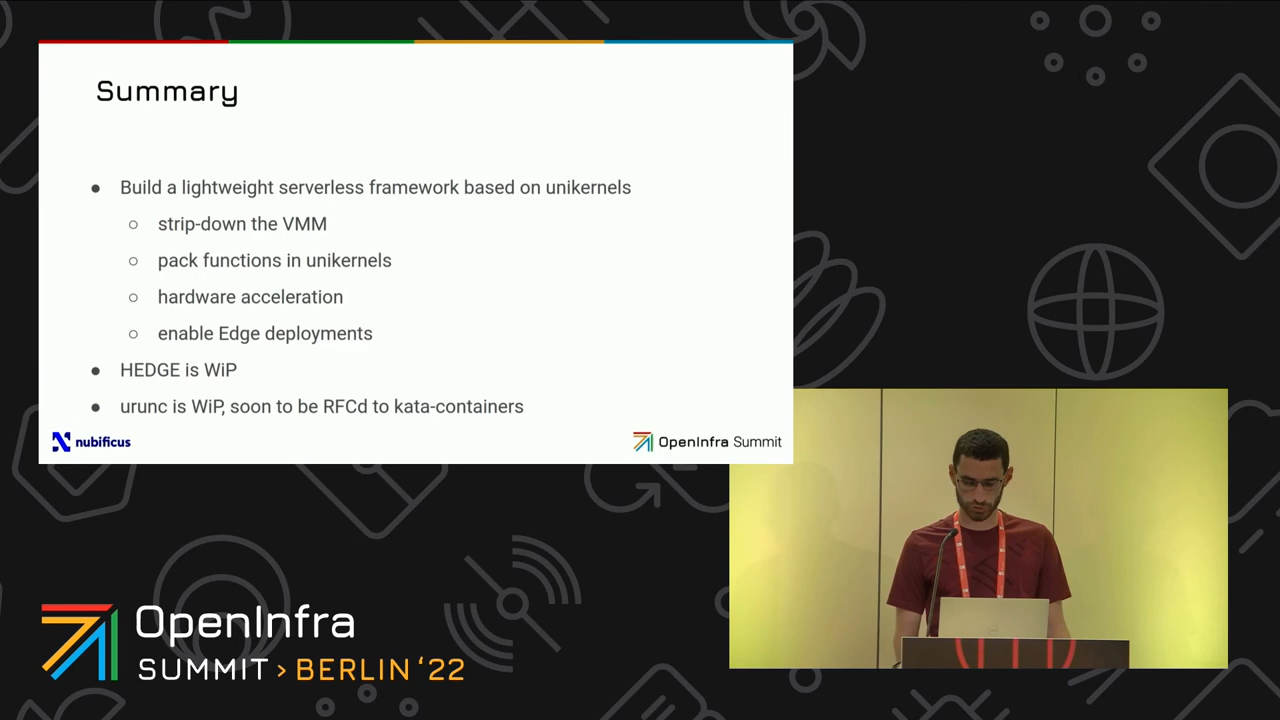 Summary
● Build a lightweight serverless framework based on unikernels
○ strip-down the VMM
○ pack functions in unikernels
○ hardware acceleration
○ enable Edge deployments
● HEDGE is WiP
● urunc is WiP, soon to be RFCd to kata-containers
nubificus
OpenInfra Summit
OpenInfra
SUMMIT > BERLIN ‘22